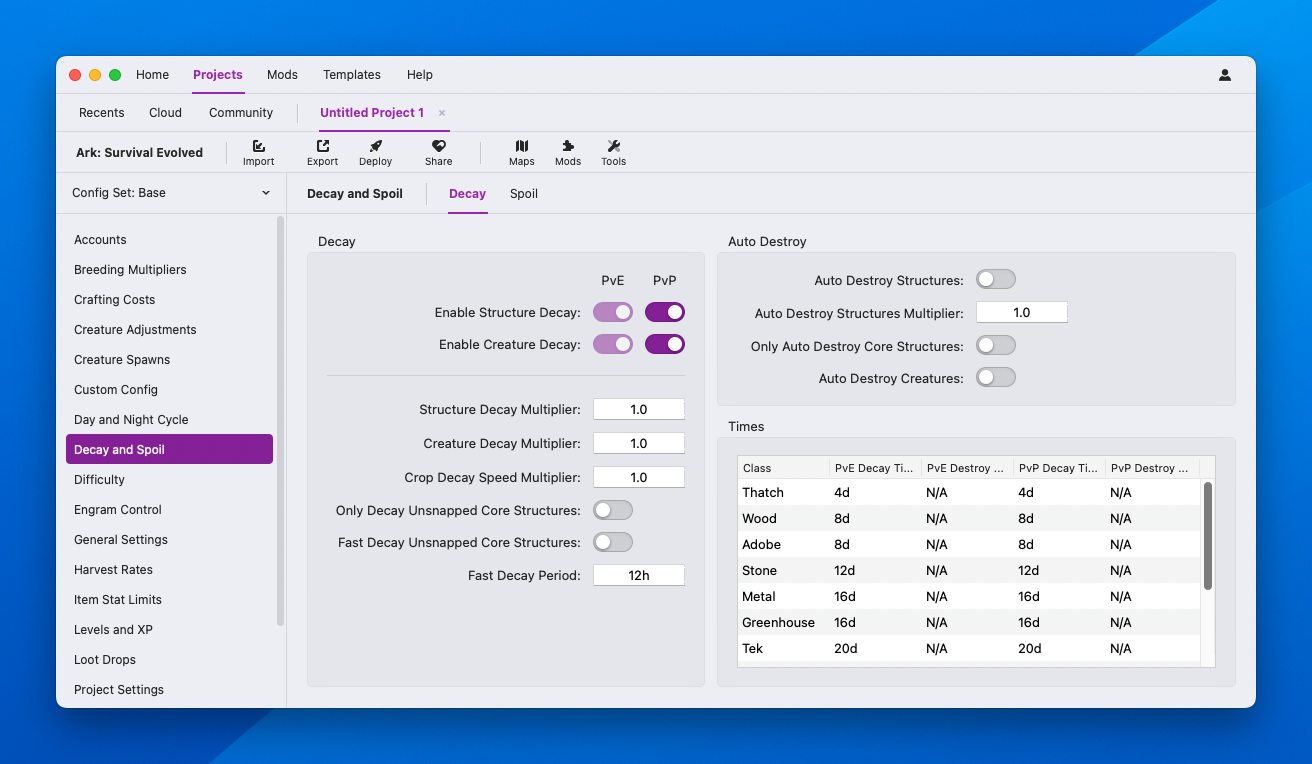 Home Projects Mods Templates Help
Recents Cloud Community Untitled Project 1 ×
Ark: Survival Evolved Import Export Deploy Share Maps Mods Tools
Config Set: Base
Decay and Spoil Decay Spoil
Accounts
Breeding Multipliers
Crafting Costs
Creature Adjustments
Creature Spawns
Custom Config
Day and Night Cycle
Decay and Spoil
Difficulty
Engram Control
General Settings
Harvest Rates
Item Stat Limits
Levels and XP
Loot Drops
Project Settings
Decay
PvE PvP
Enable Structure Decay:
Enable Creature Decay:
Structure Decay Multiplier: 1.0
Creature Decay Multiplier: 1.0
Crop Decay Speed Multiplier: 1.0
Only Decay Unsnapped Core Structures:
Fast Decay Unsnapped Core Structures:
Fast Decay Period: 12h
Auto Destroy
Auto Destroy Structures:
Auto Destroy Structures Multiplier: 1.0
Only Auto Destroy Core Structures:
Auto Destroy Creatures:
Times
Class PvE Decay Ti... PvE Destroy ... PvP Decay Ti... PvP Destroy ...
Thatch 4d N/A 4d N/A
Wood 8d N/A 8d N/A
Adobe 8d N/A 8d N/A
Stone 12d N/A 12d N/A
Metal 16d N/A 16d N/A
Greenhouse 16d N/A 16d N/A
Tek 20d N/A 20d N/A